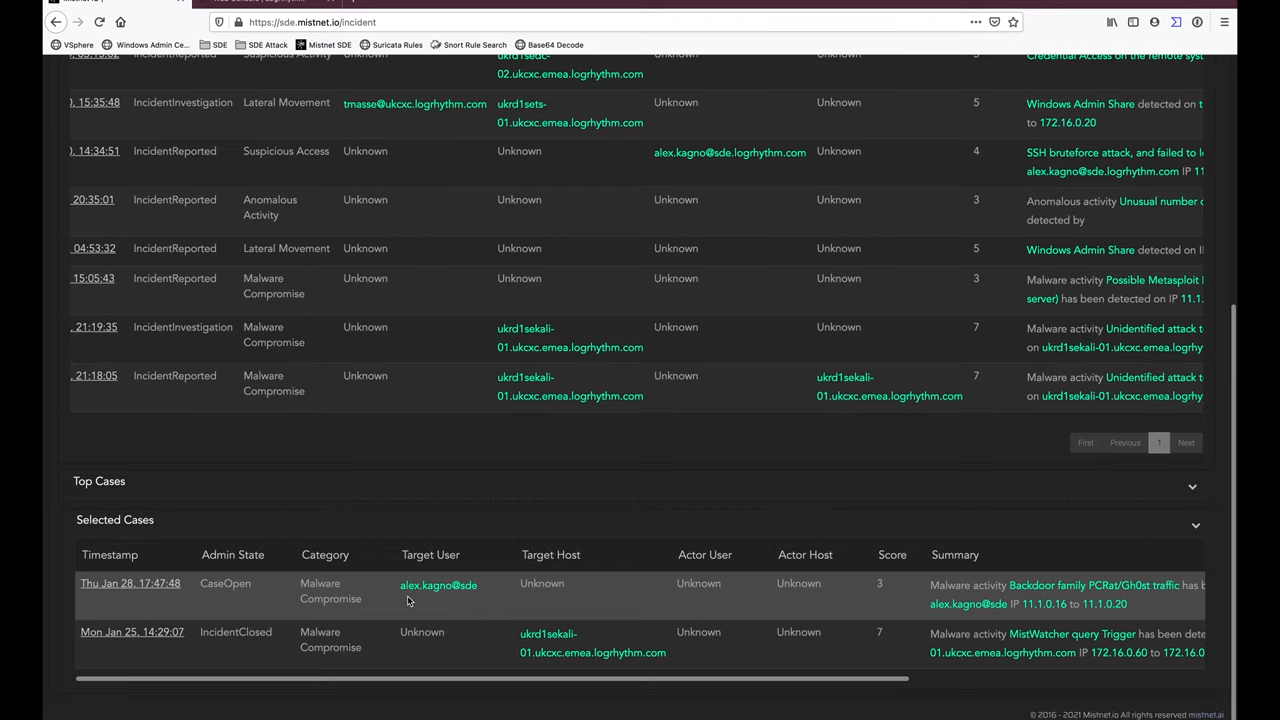 https://sde.mistnet.io/incident
VSphere Windows Admin Ce... SDE SDE Attack Mistnet SDE Suricata Rules Snort Rule Search Base64 Decode
Suspicious Activity ukrd1sedc- Credential Access on the remote syst
02.ukcxc.emea.logrhythm.com
), 15:35:48 IncidentInvestigation Lateral Movement tmasse@ukcxc.logrhythm.com ukrd1sets- Unknown Unknown 5 Windows Admin Share detected on t
01.ukcxc.emea.logrhythm.com to 172.16.0.20
), 14:34:51 IncidentReported Suspicious Access Unknown Unknown alex.kagno@sde.logrhythm.com Unknown 4 SSH bruteforce attack, and failed to l
alex.kagno@sde.logrhythm.com IP 11
20:35:01 IncidentReported Anomalous Unknown Unknown Unknown Unknown 3 Anomalous activity Unusual number c
Activity detected by
, 04:53:32 IncidentReported Lateral Movement Unknown Unknown Unknown Unknown 5 Windows Admin Share detected on I
15:05:43 IncidentReported Malware Unknown Unknown Unknown Unknown 3 Malware activity Possible Metasploit
Compromise server) has been detected on IP 11.1.
, 21:19:35 IncidentInvestigation Malware Unknown ukrd1sekali- Unknown Unknown 7 Malware activity Unidentified attack t
Compromise 01.ukcxc.emea.logrhythm.com on ukrd1sekali-01.ukcxc.emea.logrhy
, 21:18:05 IncidentReported Malware Unknown ukrd1sekali- Unknown ukrd1sekali- 7 Malware activity Unidentified attack t
Compromise 01.ukcxc.emea.logrhythm.com 01.ukcxc.emea.logrhythm.com on ukrd1sekali-01.ukcxc.emea.logrhy
First Previous 1 Next
Top Cases
Selected Cases
Timestamp Admin State Category Target User Target Host Actor User Actor Host Score Summary
Thu Jan 28, 17:47:48 CaseOpen Malware alex.kagno@sde Unknown Unknown Unknown 3 Malware activity Backdoor family PCRat/Gh0st traffic has b
Compromise alex.kagno@sde IP 11.1.0.16 to 11.1.0.20
Mon Jan 25, 14:29:07 IncidentClosed Malware Unknown ukrd1sekali- Unknown Unknown 7 Malware activity MistWatcher query Trigger has been dete
Compromise 01.ukcxc.emea.logrhythm.com 01.ukcxc.emea.logrhythm.com IP 172.16.0.60 to 172.16.0
© 2016 - 2021 Mistnet.io All rights reserved mistnet.ai